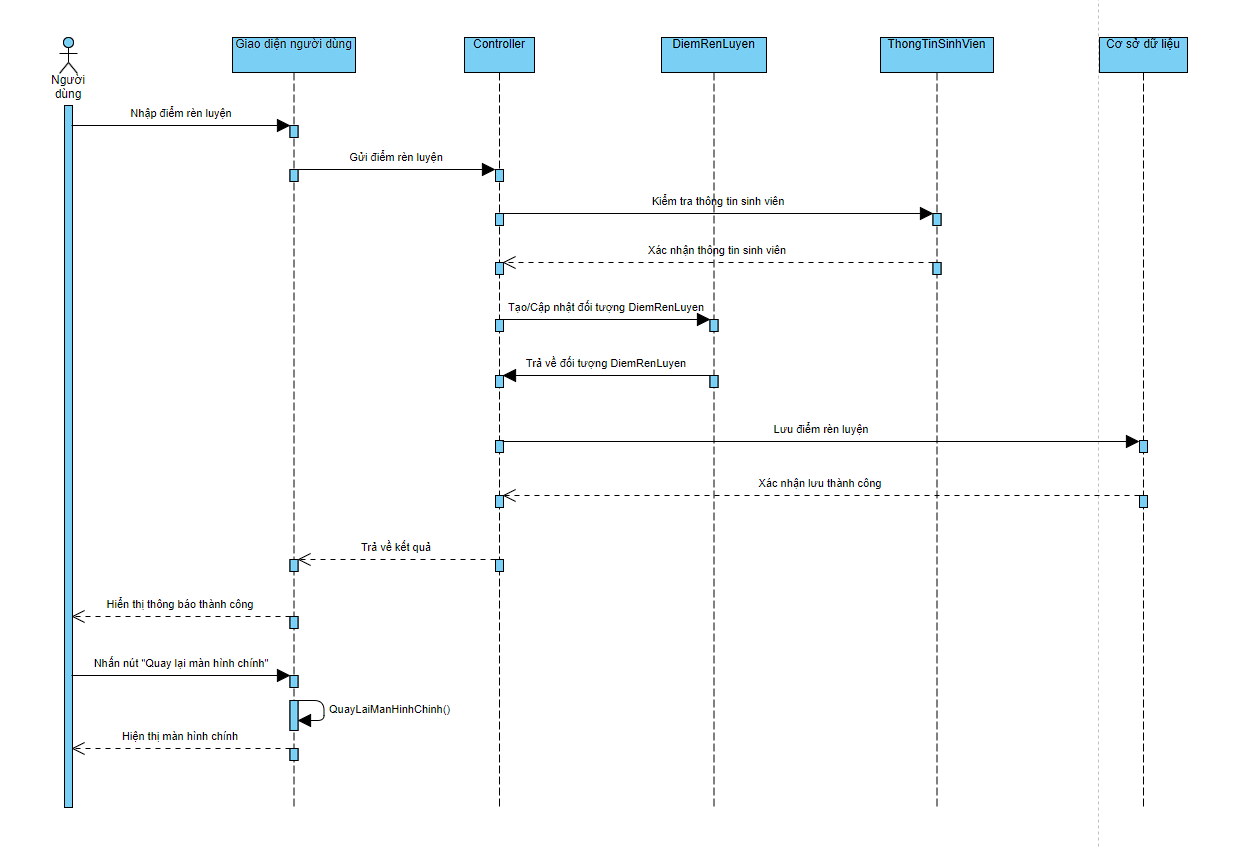 Người
dùng
Giao diện người dùng
Controller
DiemRenLuyen
ThongTinSinhVien
Cơ sở dữ liệu
Nhập điểm rèn luyện
Gửi điểm rèn luyện
Kiểm tra thông tin sinh viên
Xác nhận thông tin sinh viên
Tạo/Cập nhật đối tượng DiemRenLuyen
Trả về đối tượng DiemRenLuyen
Lưu điểm rèn luyện
Xác nhận lưu thành công
Trả về kết quả
Hiển thị thông báo thành công
Nhấn nút "Quay lại màn hình chính"
QuayLaiManHinhChinh()
Hiện thị màn hình chính